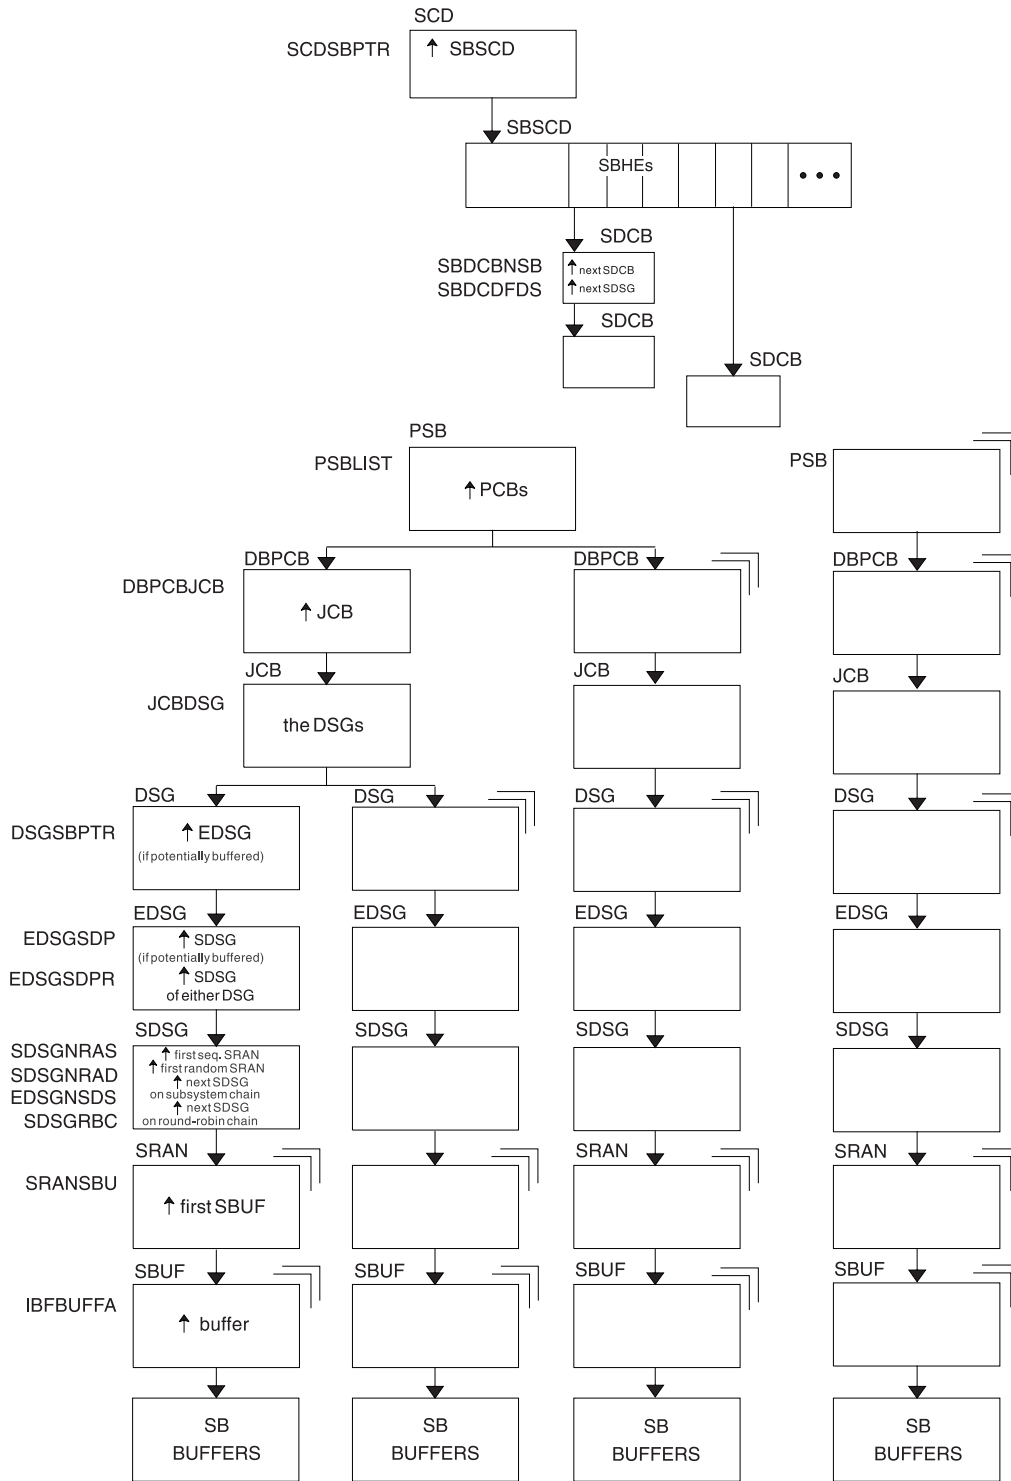 SCD
SCDSBPTR
↑ SBSCD
SBSCD
SBHEs
• • •
SDCB
SBDCBNSB
↑ next SDCB
SBDCDFDS
↑ next SDSG
SDCB
SDCB
PSB
PSBLIST
↑ PCBs
PSB
DBPCB
DBPCB
DBPCB
DBPCBJCB
↑ JCB
JCB
JCB
JCB
JCBDSG
the DSGs
DSG
DSG
DSG
DSG
DSGSBPTR
↑ EDSG
(if potentially buffered)
EDSG
EDSG
EDSG
EDSG
EDSGSDP
↑ SDSG
(if potentially buffered)
EDSGSDPR
↑ SDSG
of either DSG
SDSG
SDSG
SDSG
SDSG
SDSGNRAS
↑ first seq. SRAN
SDSGNRAD
↑ first random SRAN
↑ next SDSG
EDSGNSDS
on subsystem chain
↑ next SDSG
SDSGRBC
on round-robin chain
SRAN
SRAN
SRAN
SRANSBU
↑ first SBUF
SBUF
SBUF
SBUF
SBUF
IBFBUFFA
↑ buffer
SB
BUFFERS
SB
BUFFERS
SB
BUFFERS
SB
BUFFERS